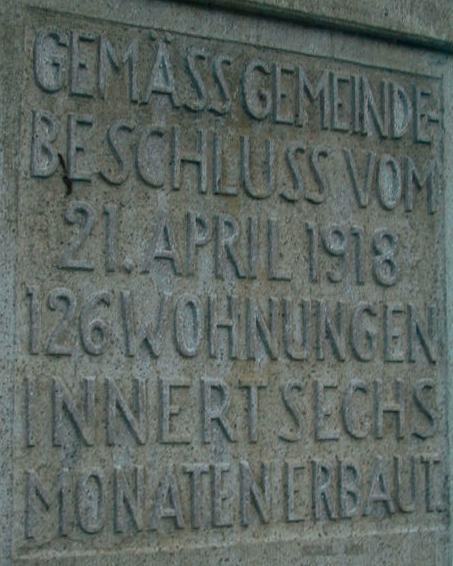 GEMÄSS GEMEINDE-
BESCHLUSS VOM
21. APRIL 1918
126 WOHNUNGEN
INNERT SECHS
MONATEN ERBAUT.